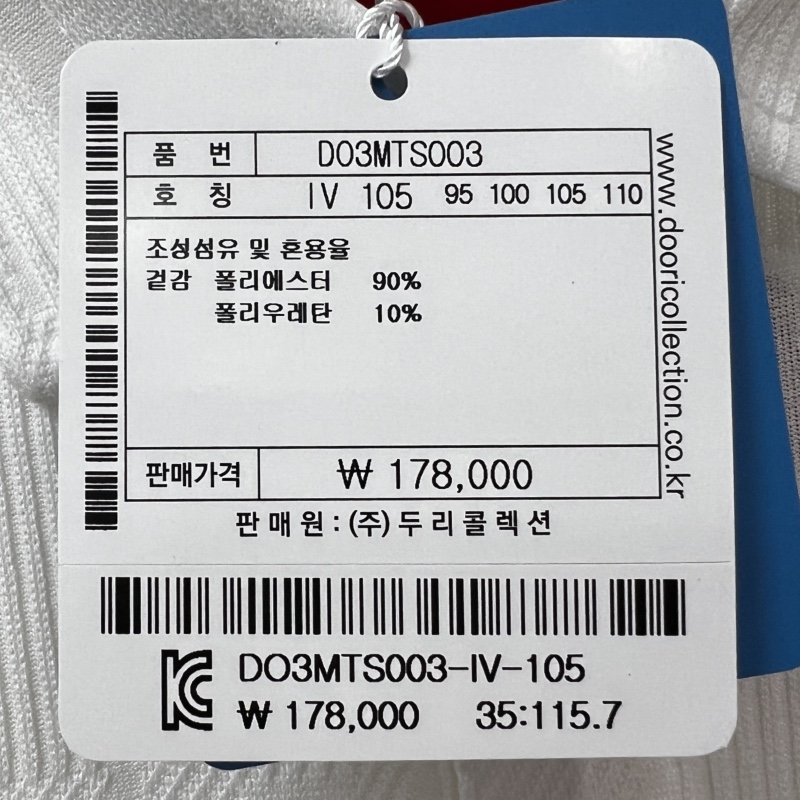 품 번 DO3MTS003
호 칭 IV 105 95 100 105 110
조성섬유 및 혼용율
겉감 폴리에스터 90%
폴리우레탄 10%
판매가격 ₩ 178,000
판매원 : (주)두리콜렉션
www.dooricollection.co.kr
DO3MTS003-IV-105
₩ 178,000 35:115.7